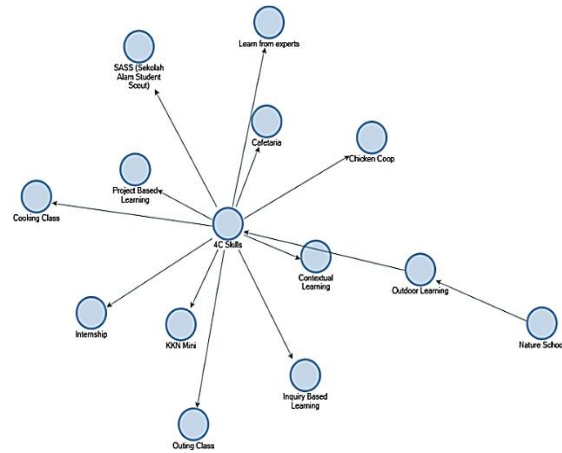 Learn from experts
SASS (Sekolah
Alam Student
Scout)
Cafetaria
Chicken Coop
Project Based
Learning
Cooking Class
4C Skills
Contextual
Learning
Outdoor Learning
Internship
KKN Mini
Nature School
Inquiry Based
Learning
Outing Class